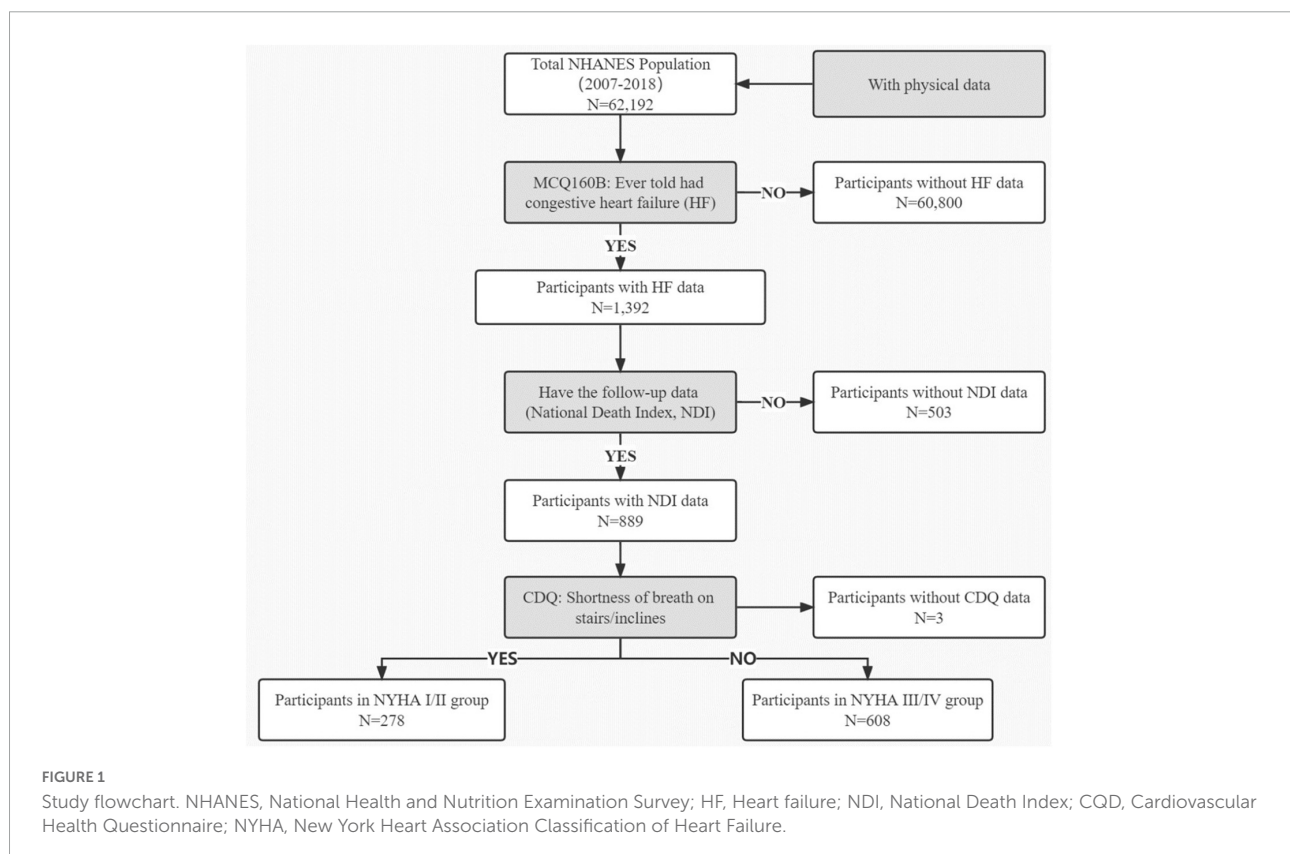 Total NHANES Population
(2007-2018)
N=62,192
With physical data
MCQ160B: Ever told had
congestive heart failure (HF)
NO
Participants without HF data
N=60,800
YES
Participants with HF data
N=1,392
Have the follow-up data
(National Death Index, NDI)
NO
Participants without NDI data
N=503
YES
Participants with NDI data
N=889
CDQ: Shortness of breath on
stairs/inclines
Participants without CDQ data
N=3
YES
NO
Participants in NYHA I/II group
N=278
Participants in NYHA III/IV group
N=608
FIGURE 1
Study flowchart. NHANES, National Health and Nutrition Examination Survey; HF, Heart failure; NDI, National Death Index; CQD, Cardiovascular
Health Questionnaire; NYHA, New York Heart Association Classification of Heart Failure.